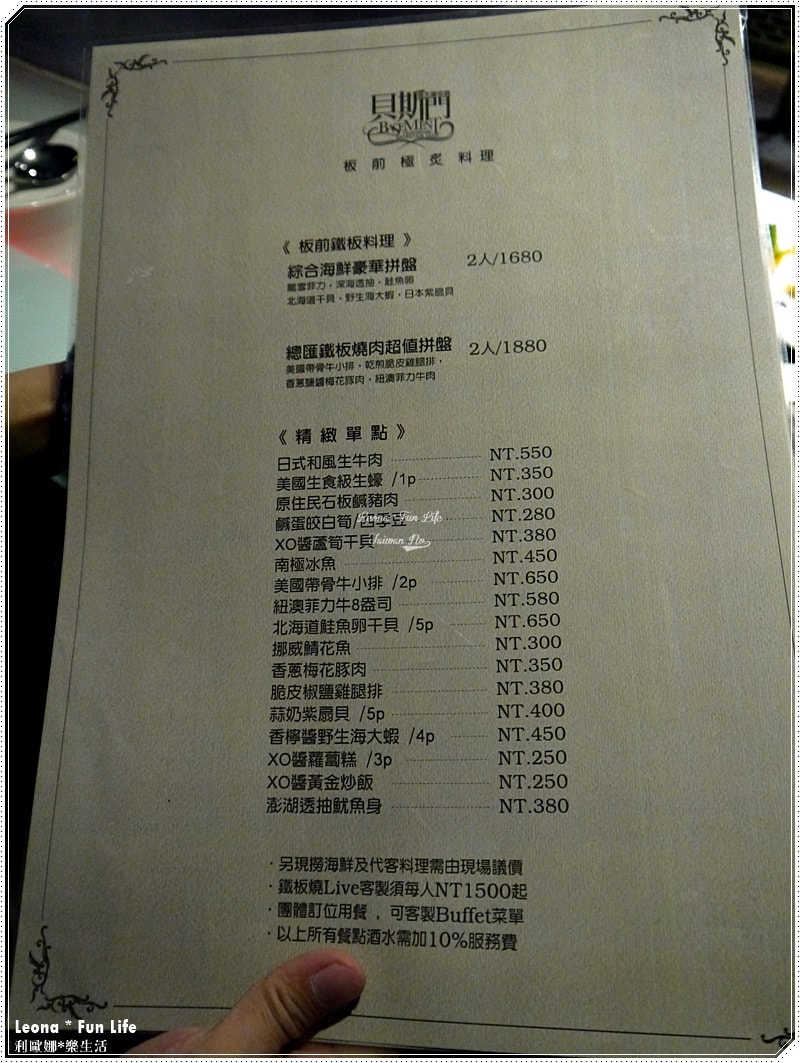 貝斯門
BASEMENT
板前極炙料理
《 板前鐵板料理 》
綜合海鮮豪華拼盤 2人/1680
菲力，深海透抽，鮭魚卵
北海道干貝，野生海大蝦，日本紫扇貝
總匯鐵板燒肉超值拼盤 2人/1880
美國帶骨牛小排，乾煎脆皮雞腿排，
香蔥鹽醬梅花豚肉，紐澳菲力牛肉
《 精緻單點 》
日式和風生牛肉 NT.550
美國生食級生蠔 /1p NT.350
原住民石板鹹豬肉 NT.300
鹹蛋皎白筍/四季豆 NT.280
XO醬蘆筍干貝 NT.380
南極冰魚 NT.450
美國帶骨牛小排 /2p NT.650
紐澳菲力牛8盎司 NT.580
北海道鮭魚卵干貝 /5p NT.650
挪威鯖花魚 NT.300
香蔥梅花豚肉 NT.350
脆皮椒鹽雞腿排 NT.380
蒜奶紫扇貝 /5p NT.400
香檸醬野生海大蝦 /4p NT.450
XO醬蘿蔔糕 /3p NT.250
XO醬黃金炒飯 NT.250
澎湖透抽魷魚身 NT.380
·另現撈海鮮及代客料理需由現場議價
·鐵板燒Live客製須每人NT1500起
·團體訂位用餐，可客製Buffet菜單
·以上所有餐點酒水需加10%服務費
Leona * Fun Life
Taiwan
Leona * Fun Life
利歐娜*樂生活